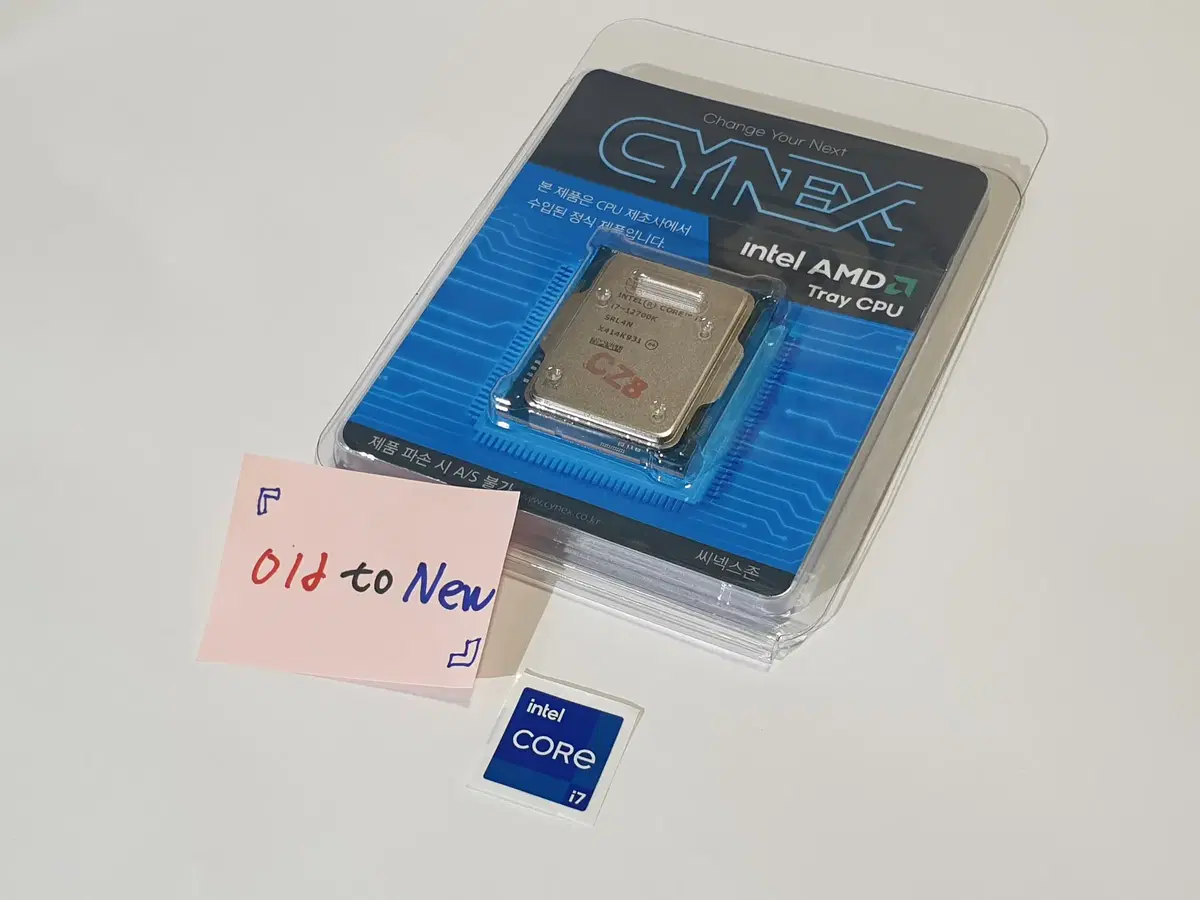 Change Your Next
CYNEX
본 제품은 CPU 제조사에서
수입된 정식 제품입니다.
intel AMD
Tray CPU
INTEL(R) CORE™ i7
i7-12700K
SRL4N
X414K931
CZ8
제품 파손 시 A/S 불가
www.cynex.co.kr
씨넥스존
『
Old to New
』
intel
CORE
i7